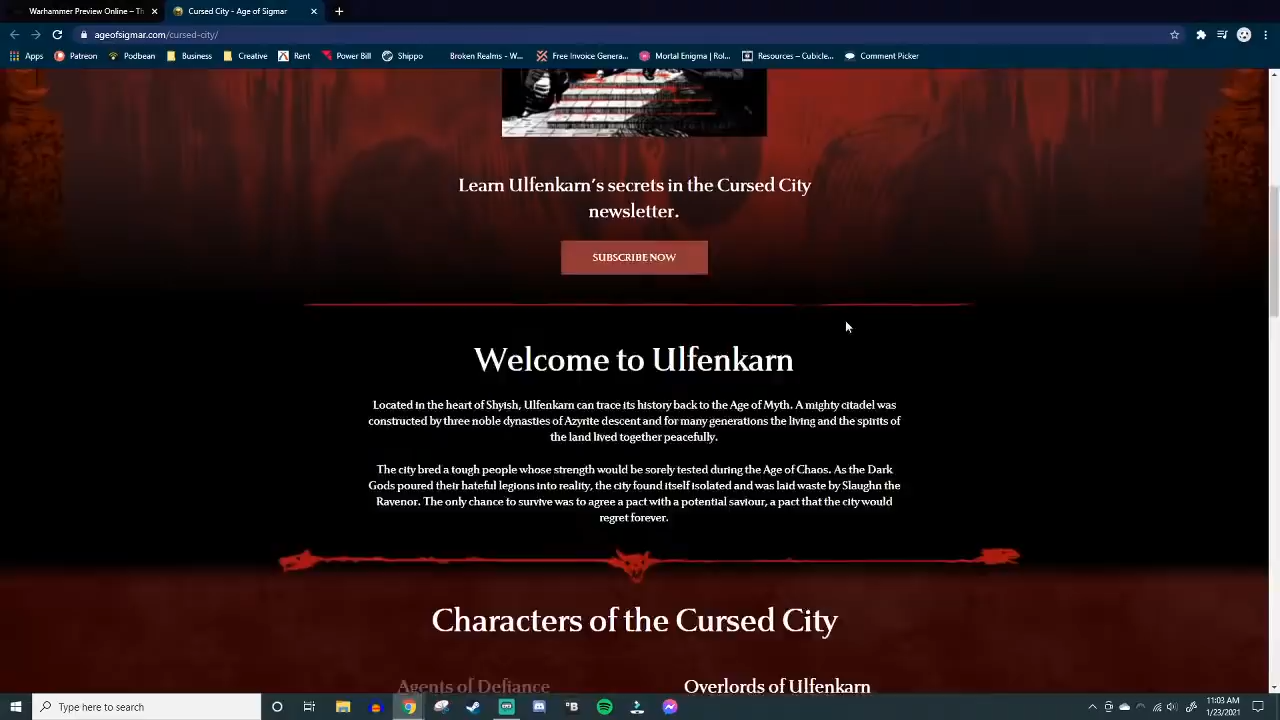 Warhammer Preview Online – Th
Cursed City - Age of Sigmar
ageofsigmar.com/cursed-city/
Apps Patreon Podbean Business Creative Rent Power Bill Shippo Broken Realms - W... Free Invoice Genera... Mortal Enigma | Rol... Resources – Cubicle... Comment Picker
Learn Ulfenkarn's secrets in the Cursed City
newsletter.
SUBSCRIBE NOW
Welcome to Ulfenkarn
Located in the heart of Shyish, Ulfenkarn can trace its history back to the Age of Myth. A mighty citadel was
constructed by three noble dynasties of Azyrite descent and for many generations the living and the spirits of
the land lived together peacefully.
The city bred a tough people whose strength would be sorely tested during the Age of Chaos. As the Dark
Gods poured their hateful legions into reality, the city found itself isolated and was laid waste by Slaughn the
Ravenor. The only chance to survive was to agree a pact with a potential saviour, a pact that the city would
regret forever.
Characters of the Cursed City
Agents of Defiance Overlords of Ulfenkarn
Type here to search
11:03 AM
1/23/2021